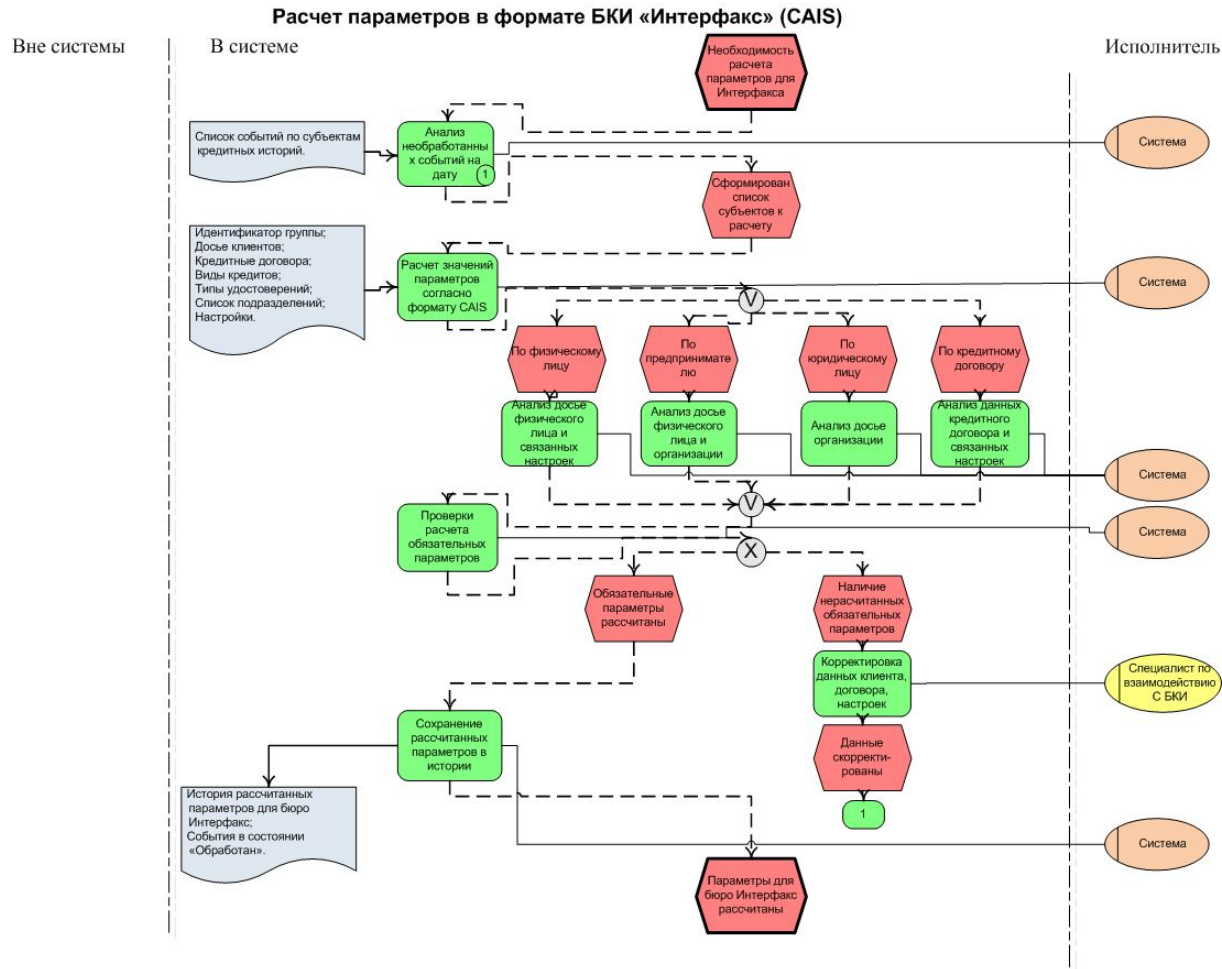 Расчет параметров в формате БКИ «Интерфакс» (CAIS)
Вне системы
В системе
Исполнитель
Необходимость
расчета
параметров для
Интерфакса
Список событий по субъектам
кредитных историй.
Анализ
необработанны
х событий на
дату
1
Система
Сформирован
список
субъектов к
расчету
Идентификатор группы;
Досье клиентов;
Кредитные договора;
Виды кредитов;
Типы удостоверений;
Список подразделений;
Настройки.
Расчет значений
параметров
согласно
формату CAIS
Система
V
По физическому
лицу
По
предпринимате
лю
По
юридическому
лицу
По кредитному
договору
Анализ досье
физического
лица и
связанных
настроек
Анализ досье
физического
лица и
организации
Анализ досье
организации
Анализ данных
кредитного
договора и
связанных
настроек
Система
V
Проверки
расчета
обязательных
параметров
Система
X
Обязательные
параметры
рассчитаны
Наличие
нерасчитанных
обязательных
параметров
Корректировка
данных клиента,
договора,
настроек
Специалист по
взаимодействию
С БКИ
Сохранение
рассчитанных
параметров в
истории
Данные
скорректи-
рованы
1
История рассчитанных
параметров для бюро
Интерфакс;
События в состоянии
«Обработан».
Система
Параметры для
бюро Интерфакс
рассчитаны